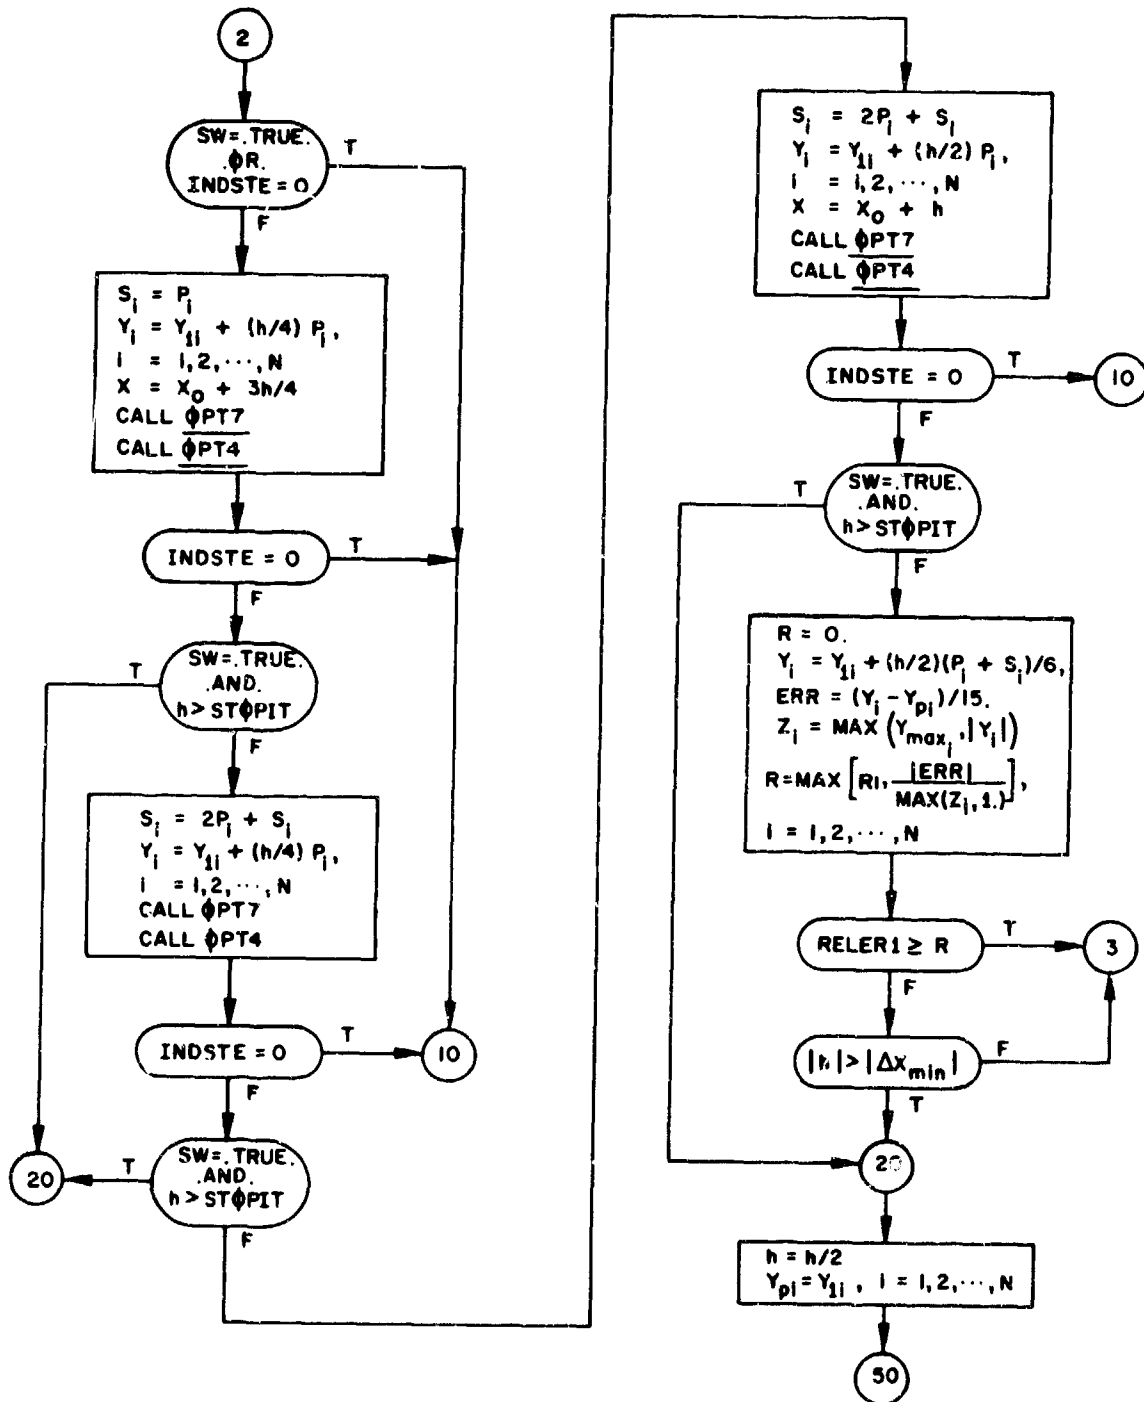 2
SW=.TRUE.
.ϕR.
INDSTE = 0
T
F
S_i = P_i
Y_i = Y_1i + (h/4) P_i,
i = 1,2,···,N
X = X_0 + 3h/4
CALL ϕPT7
CALL ϕPT4
INDSTE = 0
T
F
SW=.TRUE.
.AND.
h > STϕPIT
T
F
S_i = 2P_i + S_i
Y_i = Y_1i + (h/4) P_i,
i = 1,2,···,N
CALL ϕPT7
CALL ϕPT4
INDSTE = 0
T
10
F
SW=.TRUE.
.AND.
h > STϕPIT
T
20
F
S_i = 2P_i + S_i
Y_i = Y_1i + (h/2) P_i,
i = 1,2,···,N
X = X_0 + h
CALL ϕPT7
CALL ϕPT4
INDSTE = 0
T
10
F
SW=.TRUE.
.AND.
h > STϕPIT
T
F
R = 0.
Y_i = Y_1i + (h/2)(P_i + S_i)/6,
ERR = (Y_i - Y_pi)/15.
Z_i = MAX (Y_max_i, |Y_i|)
R=MAX [R1, |ERR| / MAX(Z_i, 1.)],
i = 1,2,···,N
RELER1 ≥ R
T
3
F
|h| > |ΔX_min|
F
T
20
h = h/2
Y_pi = Y_1i, i = 1,2,···,N
50